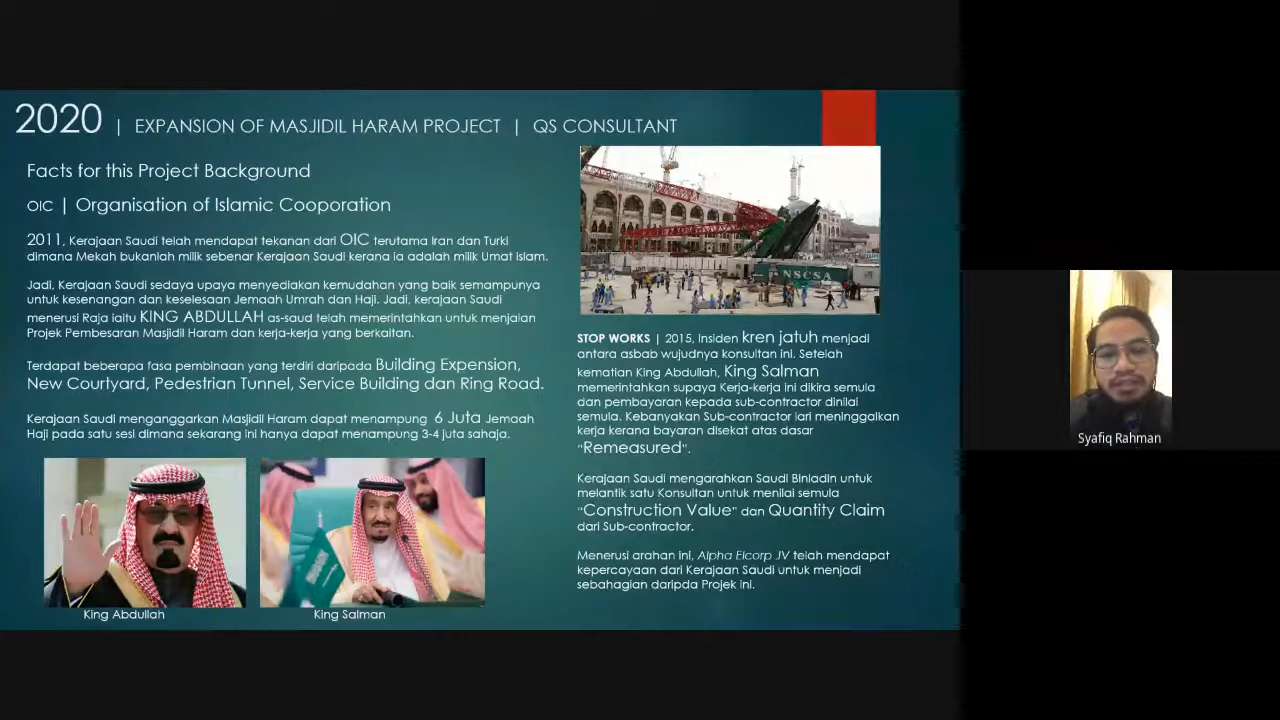 2020 | EXPANSION OF MASJIDIL HARAM PROJECT | QS CONSULTANT
Facts for this Project Background
OIC | Organisation of Islamic Cooporation
2011, Kerajaan Saudi telah mendapat tekanan dari OIC terutama Iran dan Turki
dimana Mekah bukanlah milik sebenar Kerajaan Saudi kerana ia adalah milik Umat Islam.
Jadi, Kerajaan Saudi sedaya upaya menyediakan kemudahan yang baik semampunya
untuk kesenangan dan keselesaan Jemaah Umrah dan Haji. Jadi, kerajaan Saudi
menerusi Raja iaitu KING ABDULLAH as-saud telah memerintahkan untuk menjalan
Projek Pembesaran Masjidil Haram dan kerja-kerja yang berkaitan.
Terdapat beberapa fasa pembinaan yang terdiri daripada Building Expension,
New Courtyard, Pedestrian Tunnel, Service Building dan Ring Road.
Kerajaan Saudi menganggarkan Masjidil Haram dapat menampung 6 Juta Jemaah
Haji pada satu sesi dimana sekarang ini hanya dapat menampung 3-4 juta sahaja.
King Abdullah
King Salman
NSCSA
STOP WORKS | 2015, Insiden kren jatuh menjadi
antara asbab wujudnya konsultan ini. Setelah
kematian King Abdullah, King Salman
memerintahkan supaya Kerja-kerja ini dikira semula
dan pembayaran kepada sub-contractor dinilai
semula. Kebanyakan Sub-contractor lari meninggalkan
kerja kerana bayaran disekat atas dasar
"Remeasured".
Kerajaan Saudi mengarahkan Saudi Binladin untuk
melantik satu Konsultan untuk menilai semula
"Construction Value" dan Quantity Claim
dari Sub-contractor.
Menerusi arahan ini, Alpha Elcorp JV telah mendapat
kepercayaan dari Kerajaan Saudi untuk menjadi
sebahagian daripda Projek ini.
Syafiq Rahman